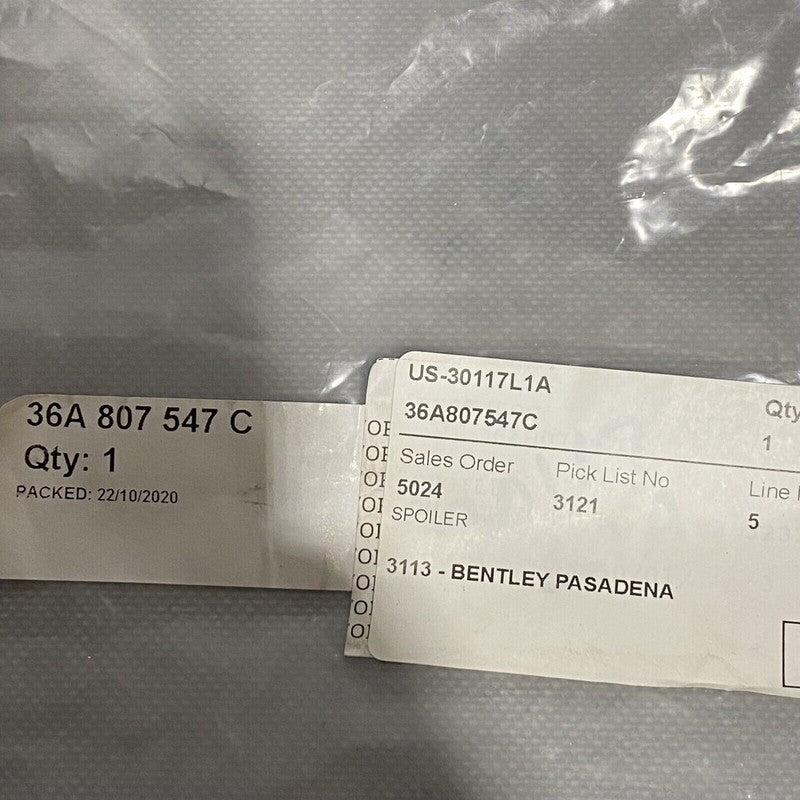 36A 807 547 C
Qty: 1
PACKED: 22/10/2020
US-30117L1A
36A807547C
Qty
1
Sales Order
Pick List No
Line
5024
3121
5
SPOILER
3113 - BENTLEY PASADENA